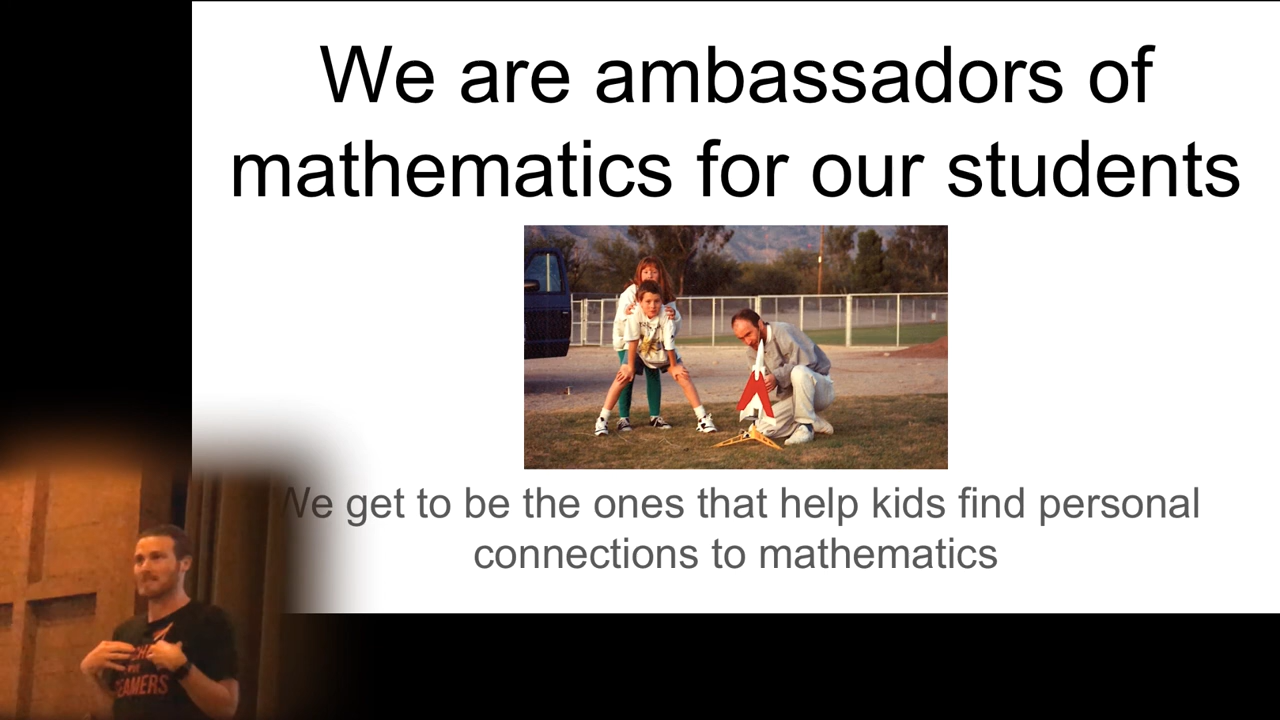 We are ambassadors of
mathematics for our students
We get to be the ones that help kids find personal
connections to mathematics